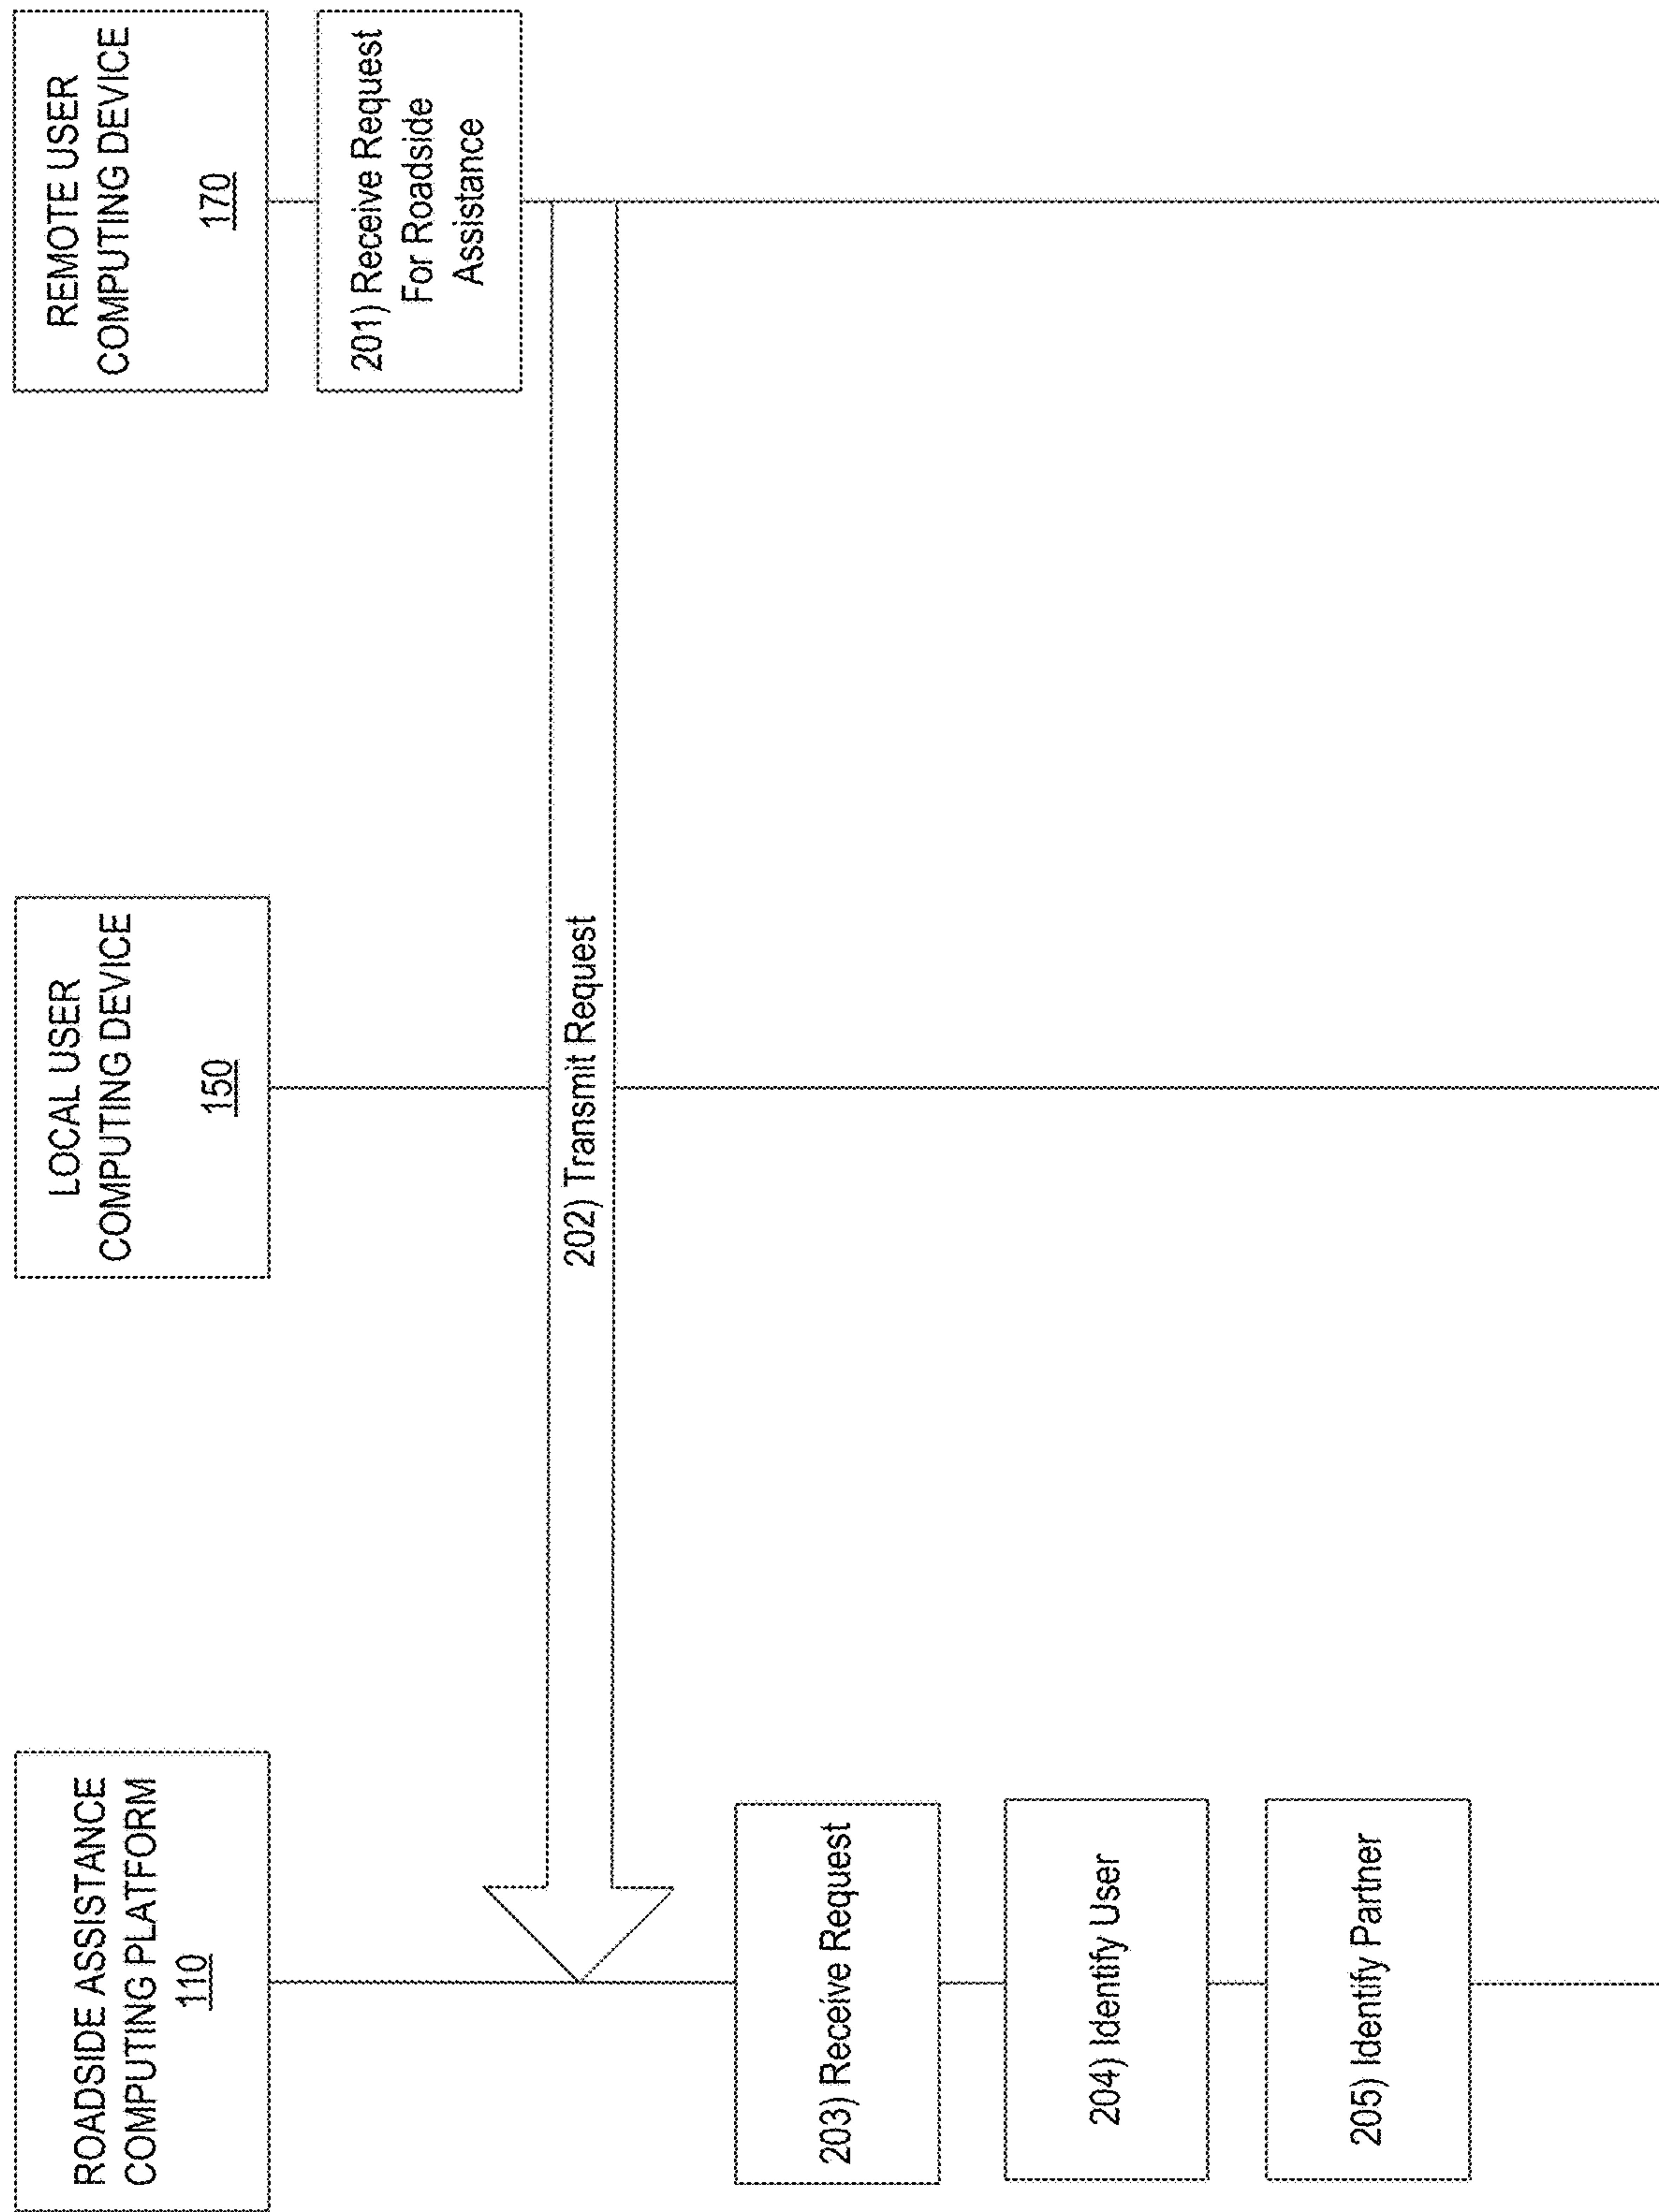 ROADSIDE ASSISTANCE
COMPUTING PLATFORM
110
LOCAL USER
COMPUTING DEVICE
150
REMOTE USER
COMPUTING DEVICE
170
201) Receive Request
For Roadside
Assistance
202) Transmit Request
203) Receive Request
204) Identify User
205) Identify Partner